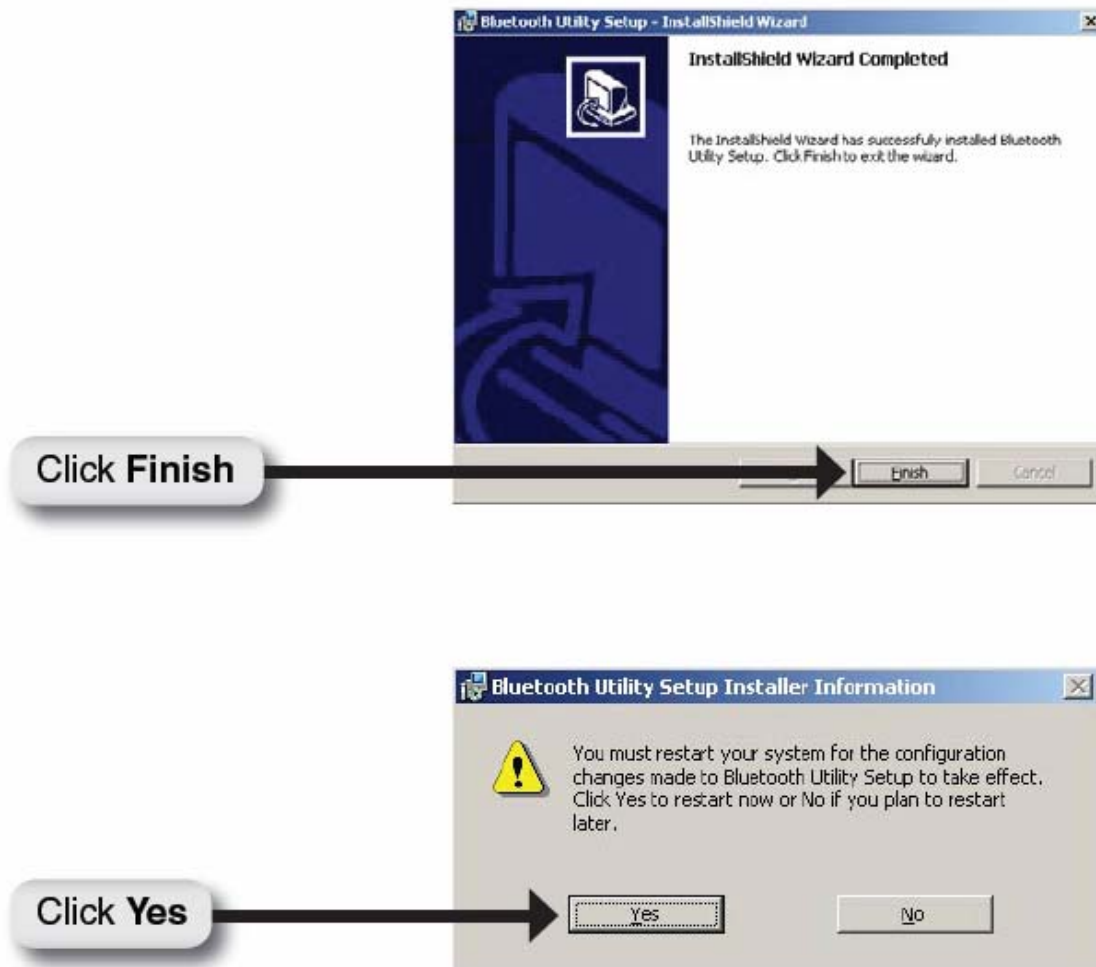 Bluetooth Utility Setup - InstallShield Wizard
InstallShield Wizard Completed
The InstallShield Wizard has successfuly installed Bluetooth
Utility Setup. Click Finish to exit the wizard.
Click Finish
Finish
Cancel
Bluetooth Utility Setup Installer Information
You must restart your system for the configuration
changes made to Bluetooth Utility Setup to take effect.
Click Yes to restart now or No if you plan to restart
later.
Click Yes
Yes
No